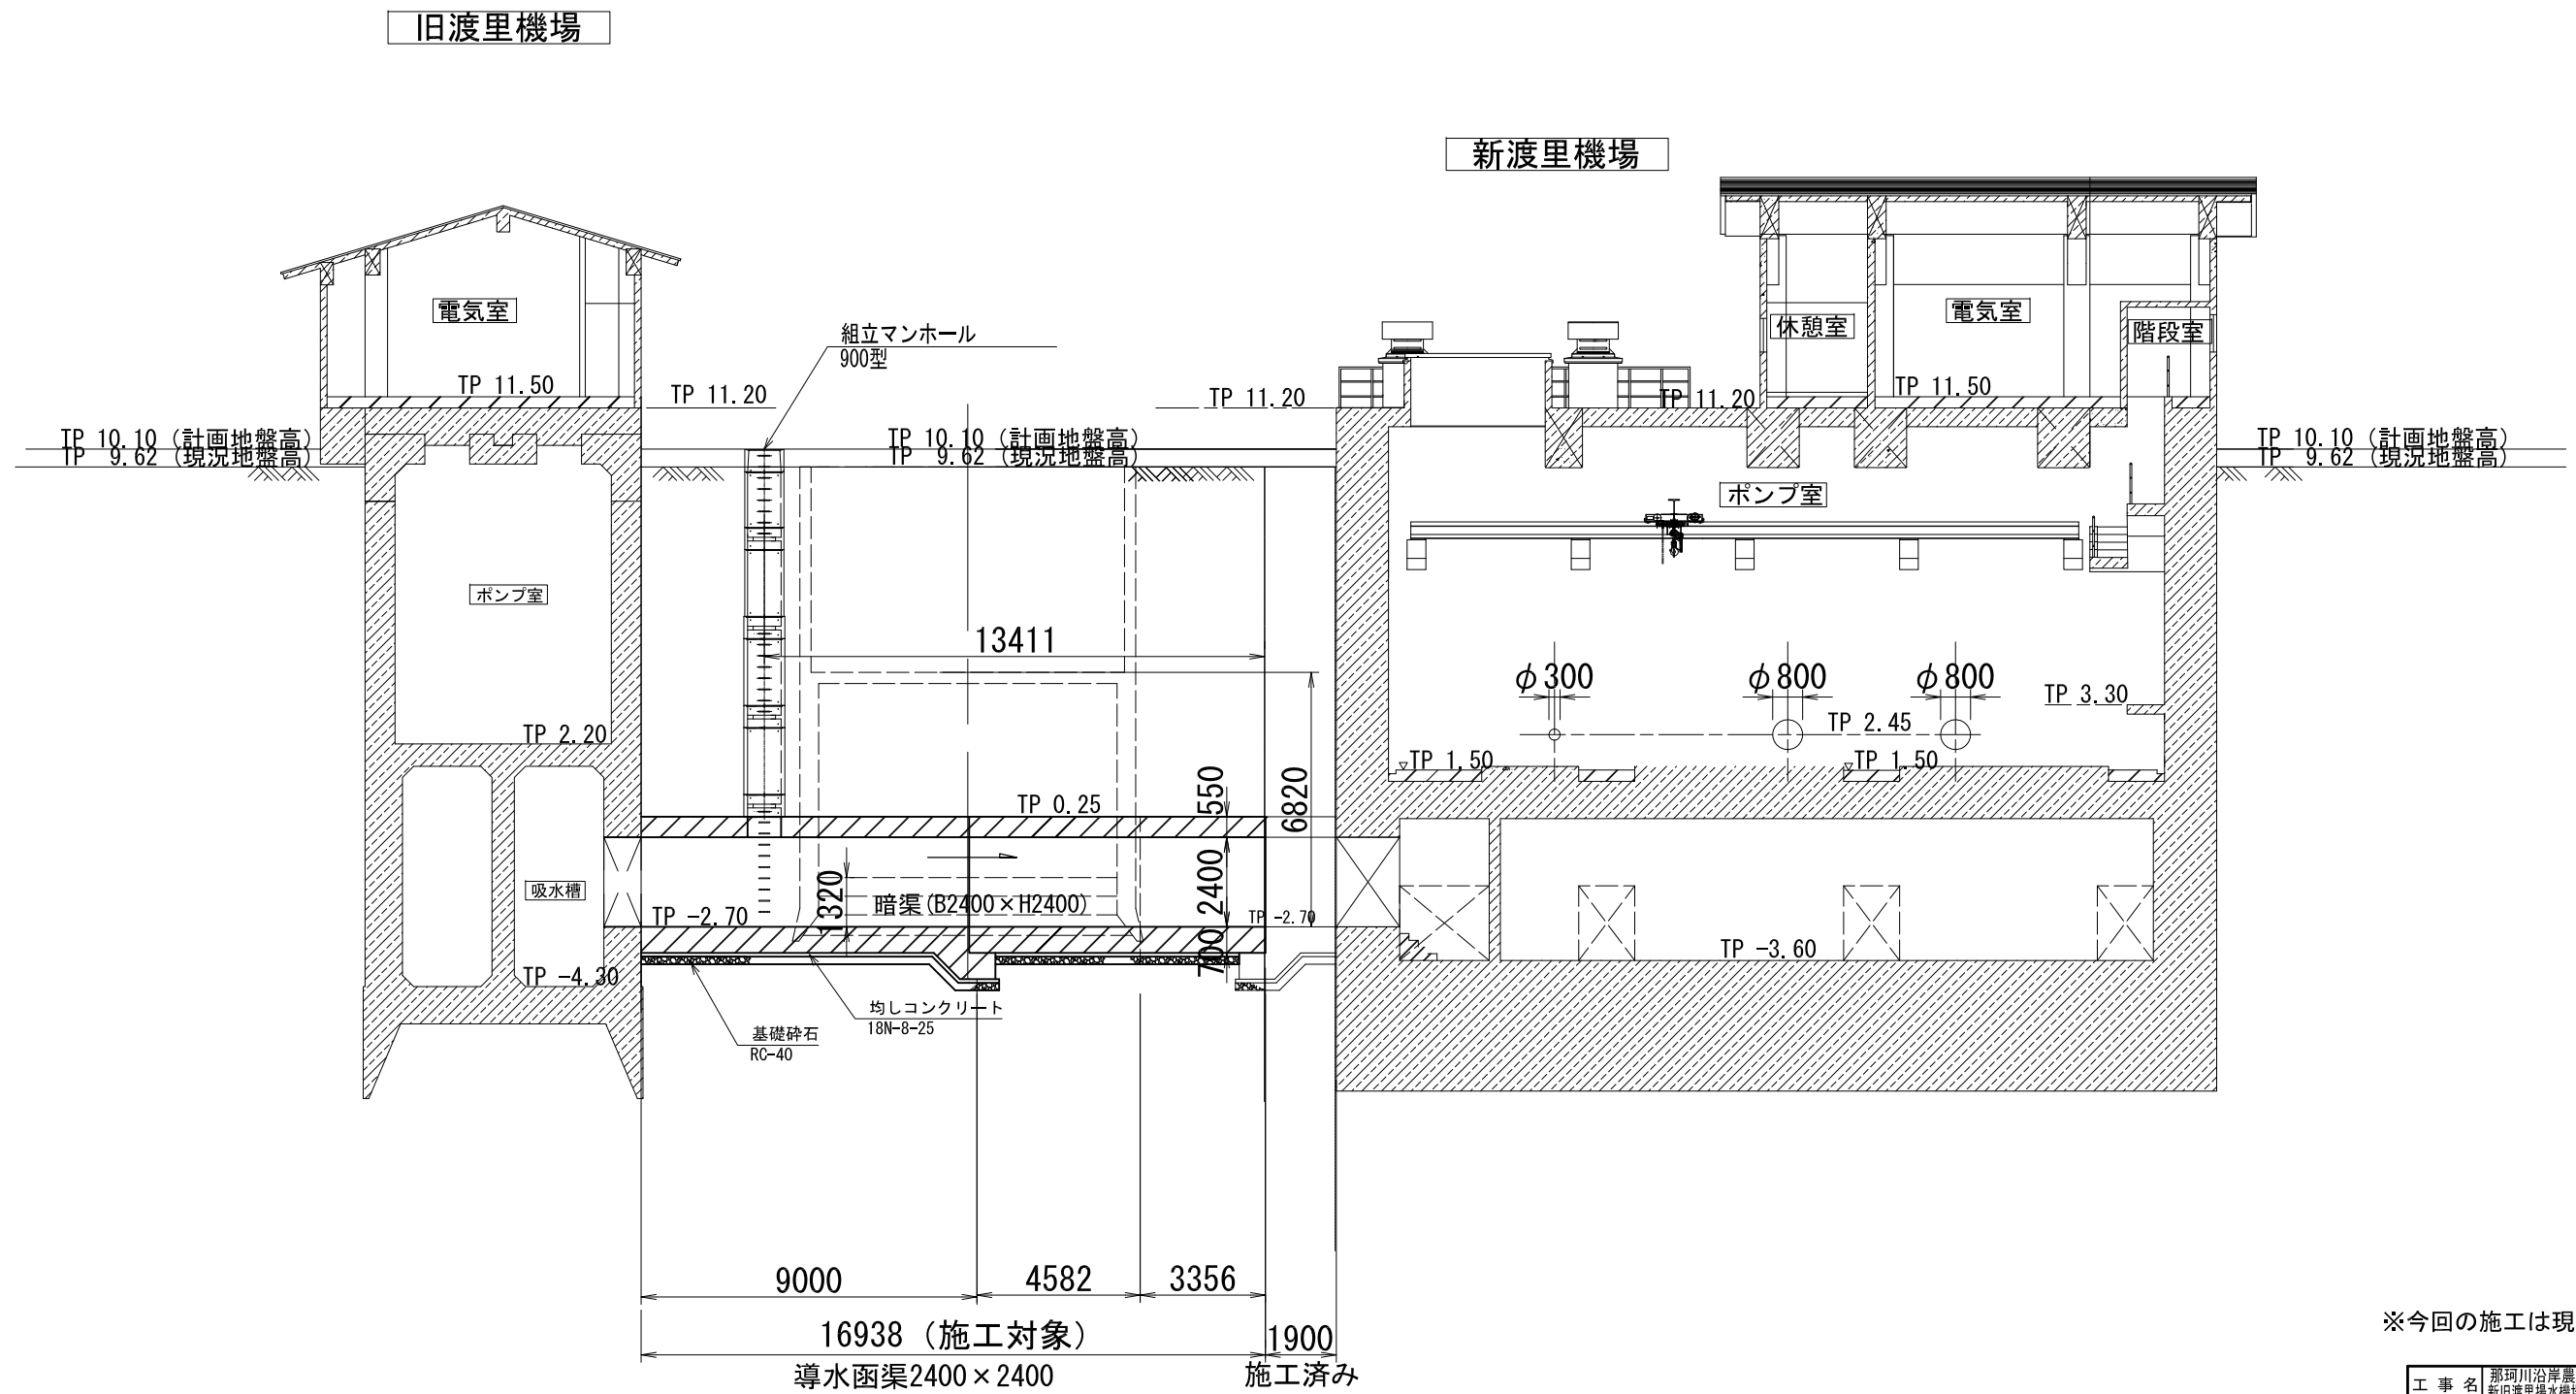 旧渡里機場
新渡里機場
電気室
TP 11.50
組立マンホール
900型
TP 11.20
TP 11.20
休憩室
電気室
階段室
TP 11.20
TP 11.50
TP 10.10 (計画地盤高)
TP 9.62 (現況地盤高)
TP 10.10 (計画地盤高)
TP 9.62 (現況地盤高)
TP 10.10 (計画地盤高)
TP 9.62 (現況地盤高)
ポンプ室
ポンプ室
13411
φ300
φ800
φ800
TP 3.30
TP 2.45
TP 2.20
TP 1.50
TP 1.50
TP 0.25
550
6820
2400
1320
700
吸水槽
暗渠(B2400×H2400)
TP -2.70
TP -2.70
TP -3.60
TP -4.30
均しコンクリート
18N-8-25
基礎砕石
RC-40
9000
4582
3356
16938 (施工対象)
1900
導水函渠2400×2400
施工済み
※今回の施工は現
工 事 名
那珂川沿岸農